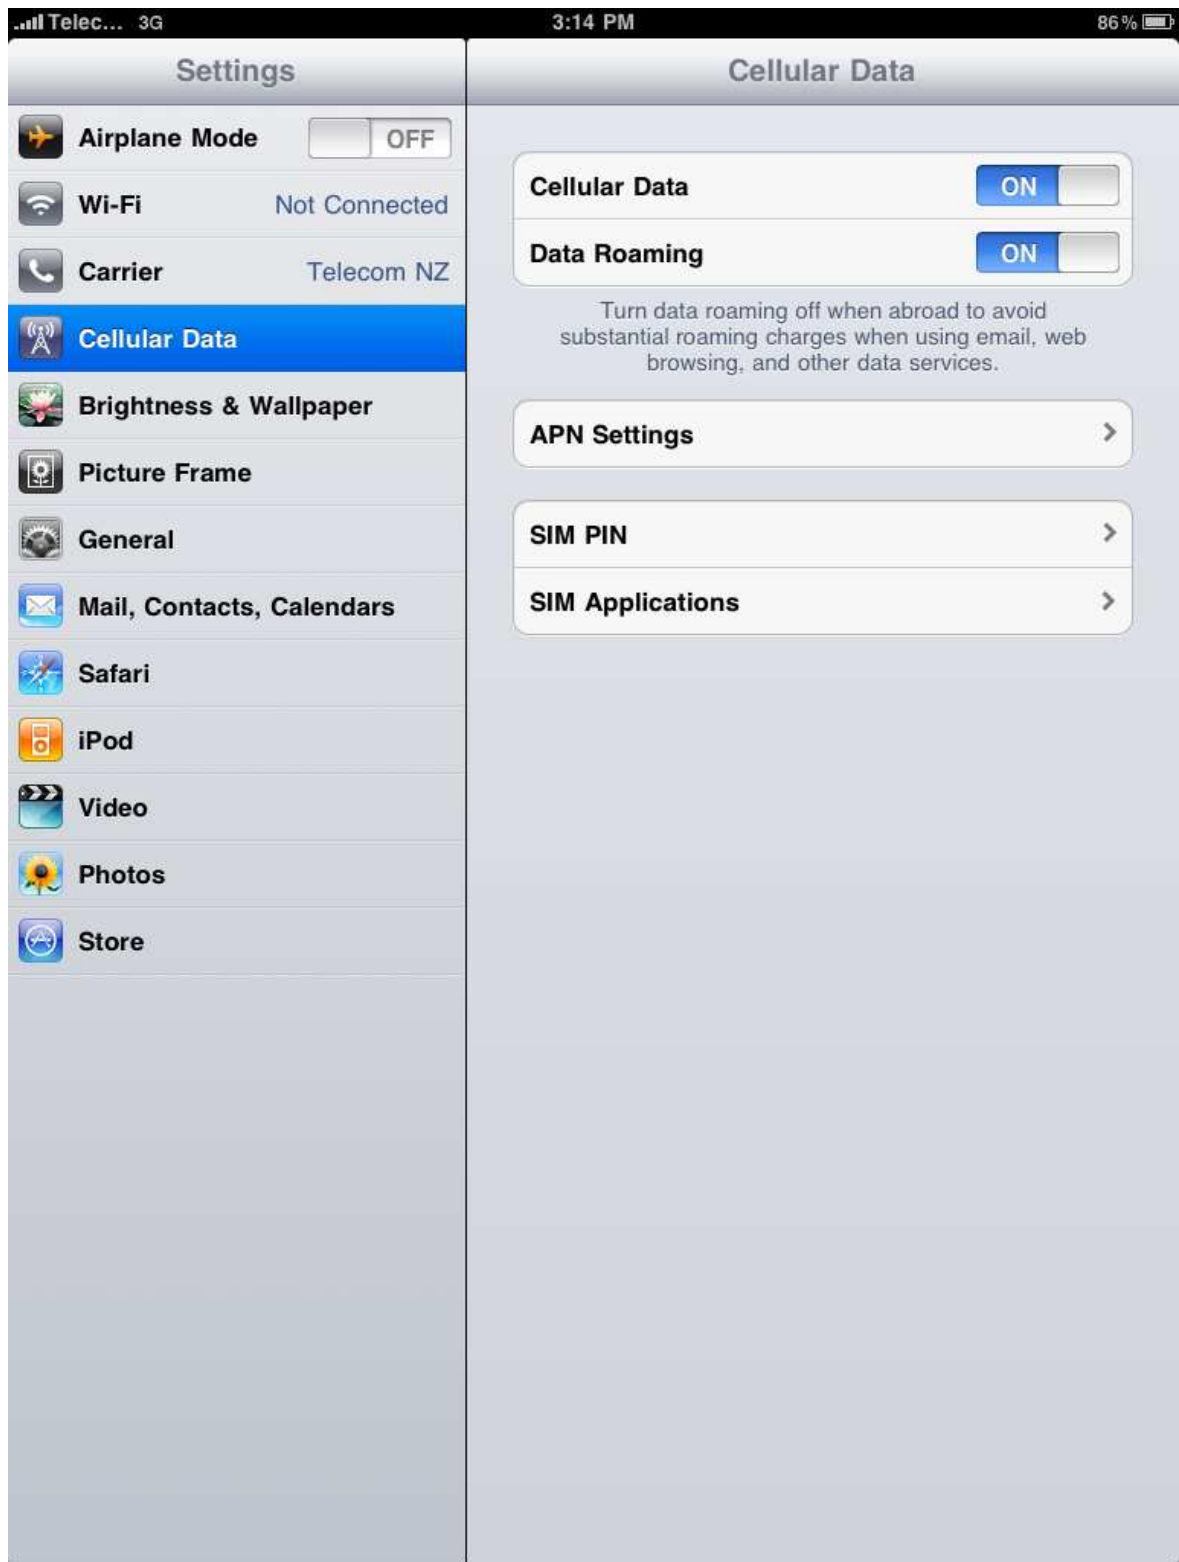 Telec... 3G 3:14 PM 86%
Settings
Airplane Mode OFF
Wi-Fi Not Connected
Carrier Telecom NZ
Cellular Data
Brightness & Wallpaper
Picture Frame
General
Mail, Contacts, Calendars
Safari
iPod
Video
Photos
Store
Cellular Data
Cellular Data ON
Data Roaming ON
Turn data roaming off when abroad to avoid
substantial roaming charges when using email, web
browsing, and other data services.
APN Settings
SIM PIN
SIM Applications